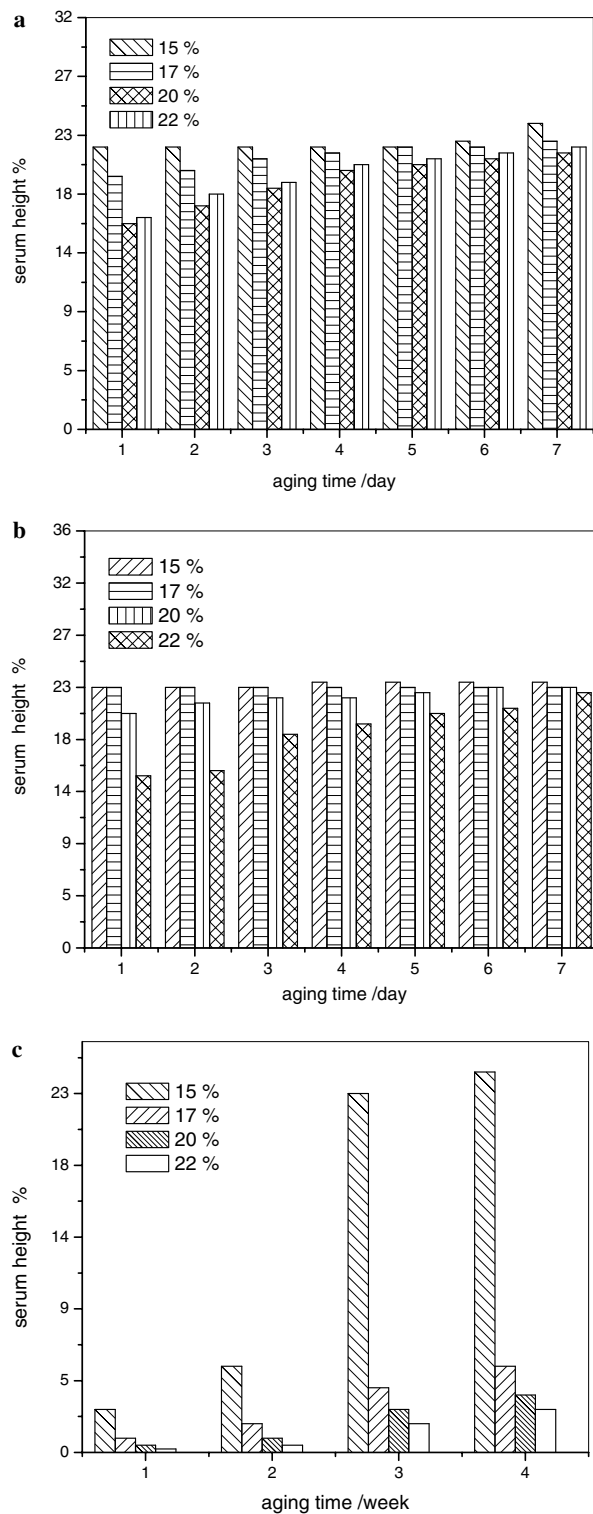 a
32
27
23
18
14
9
5
0
serum height %
15 %
17 %
20 %
22 %
1 2 3 4 5 6 7
aging time /day
b
36
32
27
23
18
14
9
5
0
serum height %
15 %
17 %
20 %
22 %
1 2 3 4 5 6 7
aging time /day
c
23
18
14
9
5
0
serum height %
15 %
17 %
20 %
22 %
1 2 3 4
aging time /week